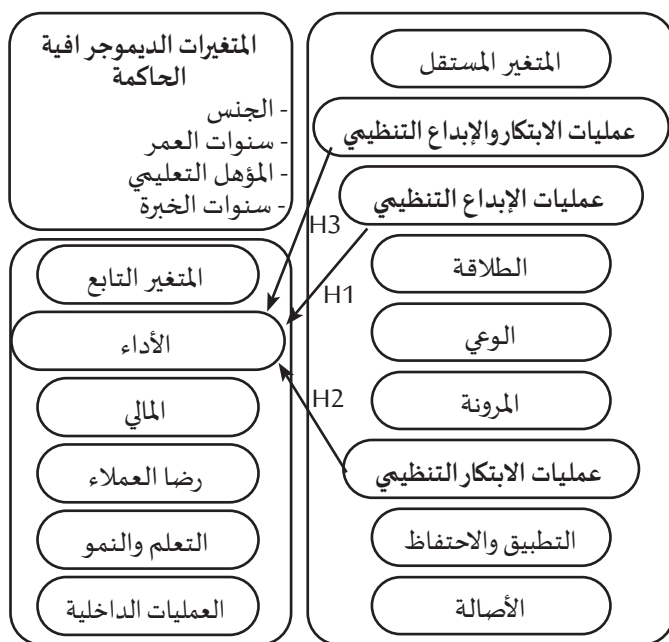 المتغير المستقل
عمليات الابتكار والإبداع التنظيمي
عمليات الإبداع التنظيمي
الطلاقة
الوعي
المرونة
عمليات الابتكار التنظيمي
التطبيق والاحتفاظ
الأصالة
H3
H1
H2
المتغيرات الديموجرافية
الحاكمة
- الجنس
- سنوات العمر
- المؤهل التعليمي
- سنوات الخبرة
المتغير التابع
الأداء
المالي
رضا العملاء
التعلم والنمو
العمليات الداخلية